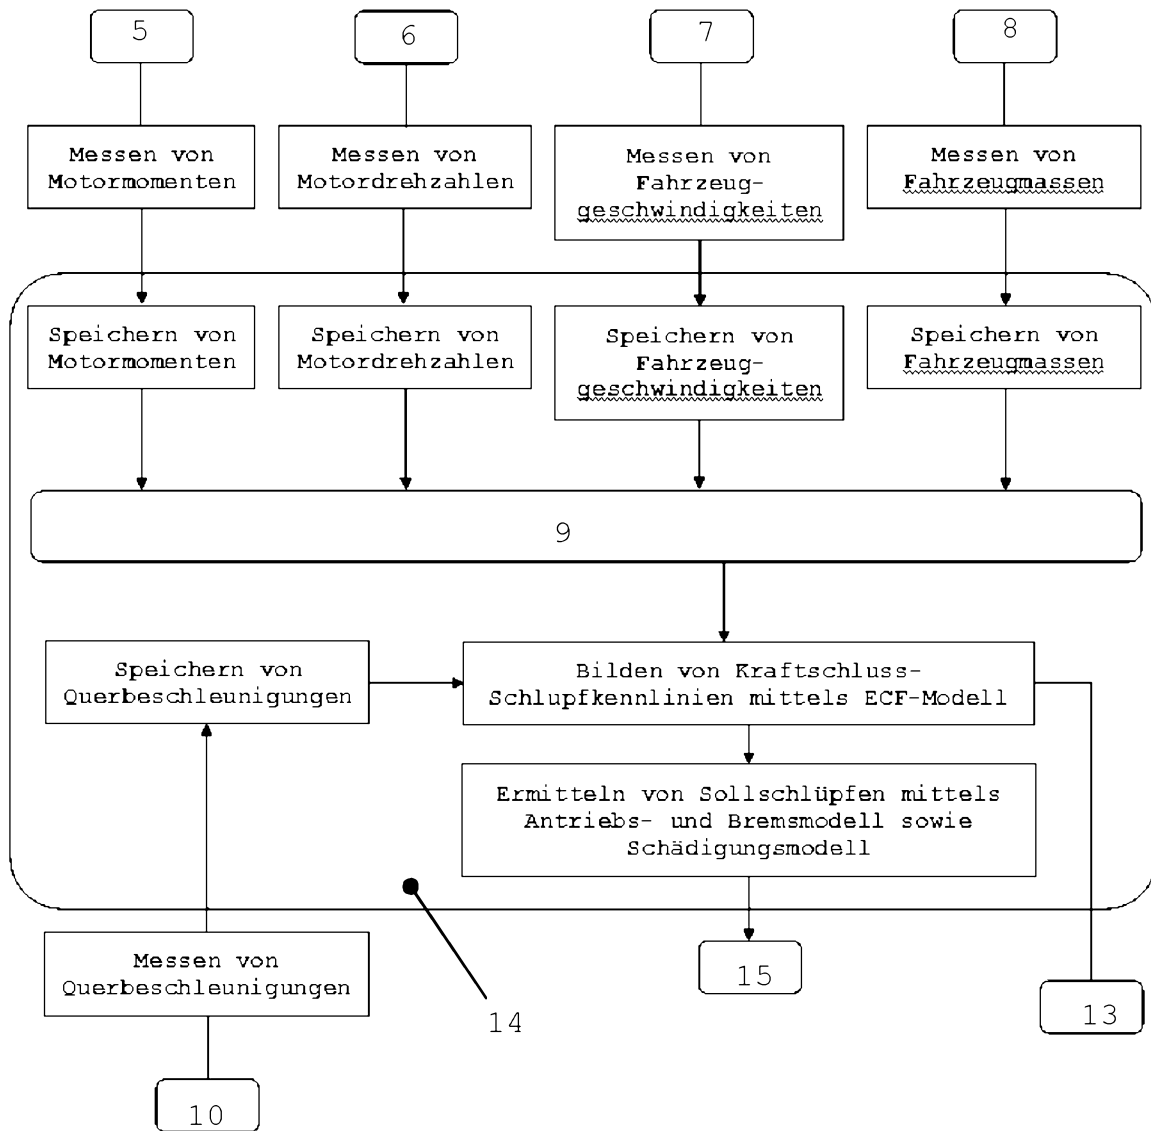 5
6
7
8
Messen von
Motormomenten
Messen von
Motordrehzahlen
Messen von
Fahrzeug-
geschwindigkeiten
Messen von
Fahrzeugmassen
Speichern von
Motormomenten
Speichern von
Motordrehzahlen
Speichern von
Fahrzeug-
geschwindigkeiten
Speichern von
Fahrzeugmassen
9
Speichern von
Querbeschleunigungen
Bilden von Kraftschluss-
Schlupfkennlinien mittels ECF-Modell
Ermitteln von Sollschlüpfen mittels
Antriebs- und Bremsmodell sowie
Schädigungsmodell
Messen von
Querbeschleunigungen
15
13
14
10